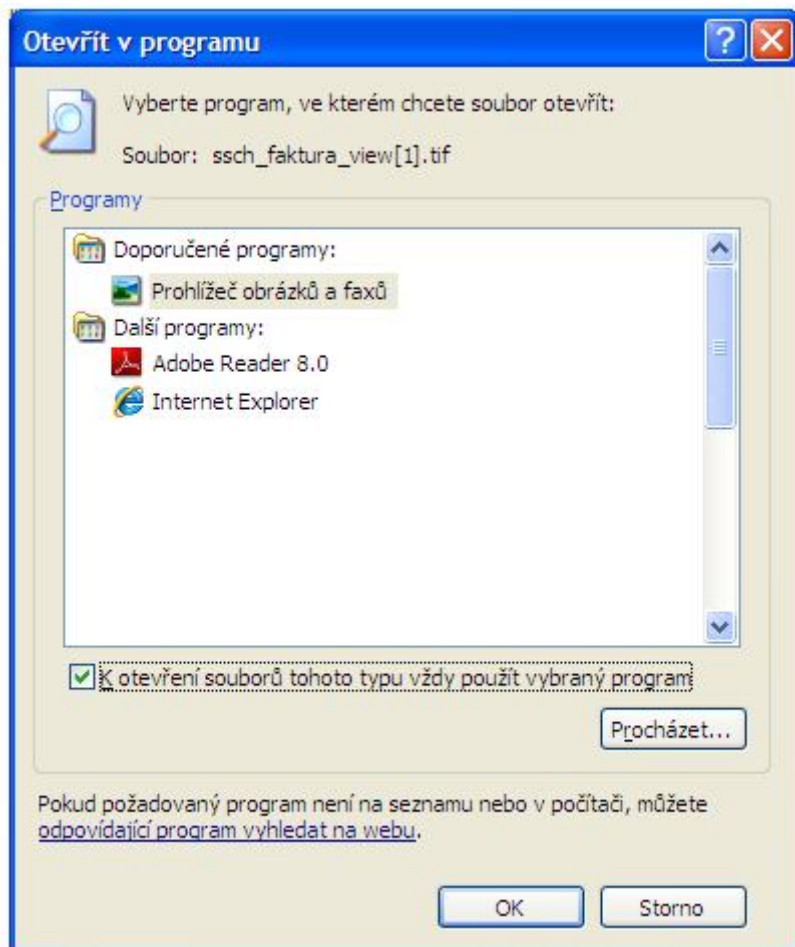 Otevřít v programu
Vyberte program, ve kterém chcete soubor otevřít:
Soubor: ssch_faktura_view[1].tif
Programy
Doporučené programy:
Prohlížeč obrázků a faxů
Další programy:
Adobe Reader 8.0
Internet Explorer
K otevření souborů tohoto typu vždy použít vybraný program
Procházet...
Pokud požadovaný program není na seznamu nebo v počítači, můžete
odpovídající program vyhledat na webu.
OK
Storno